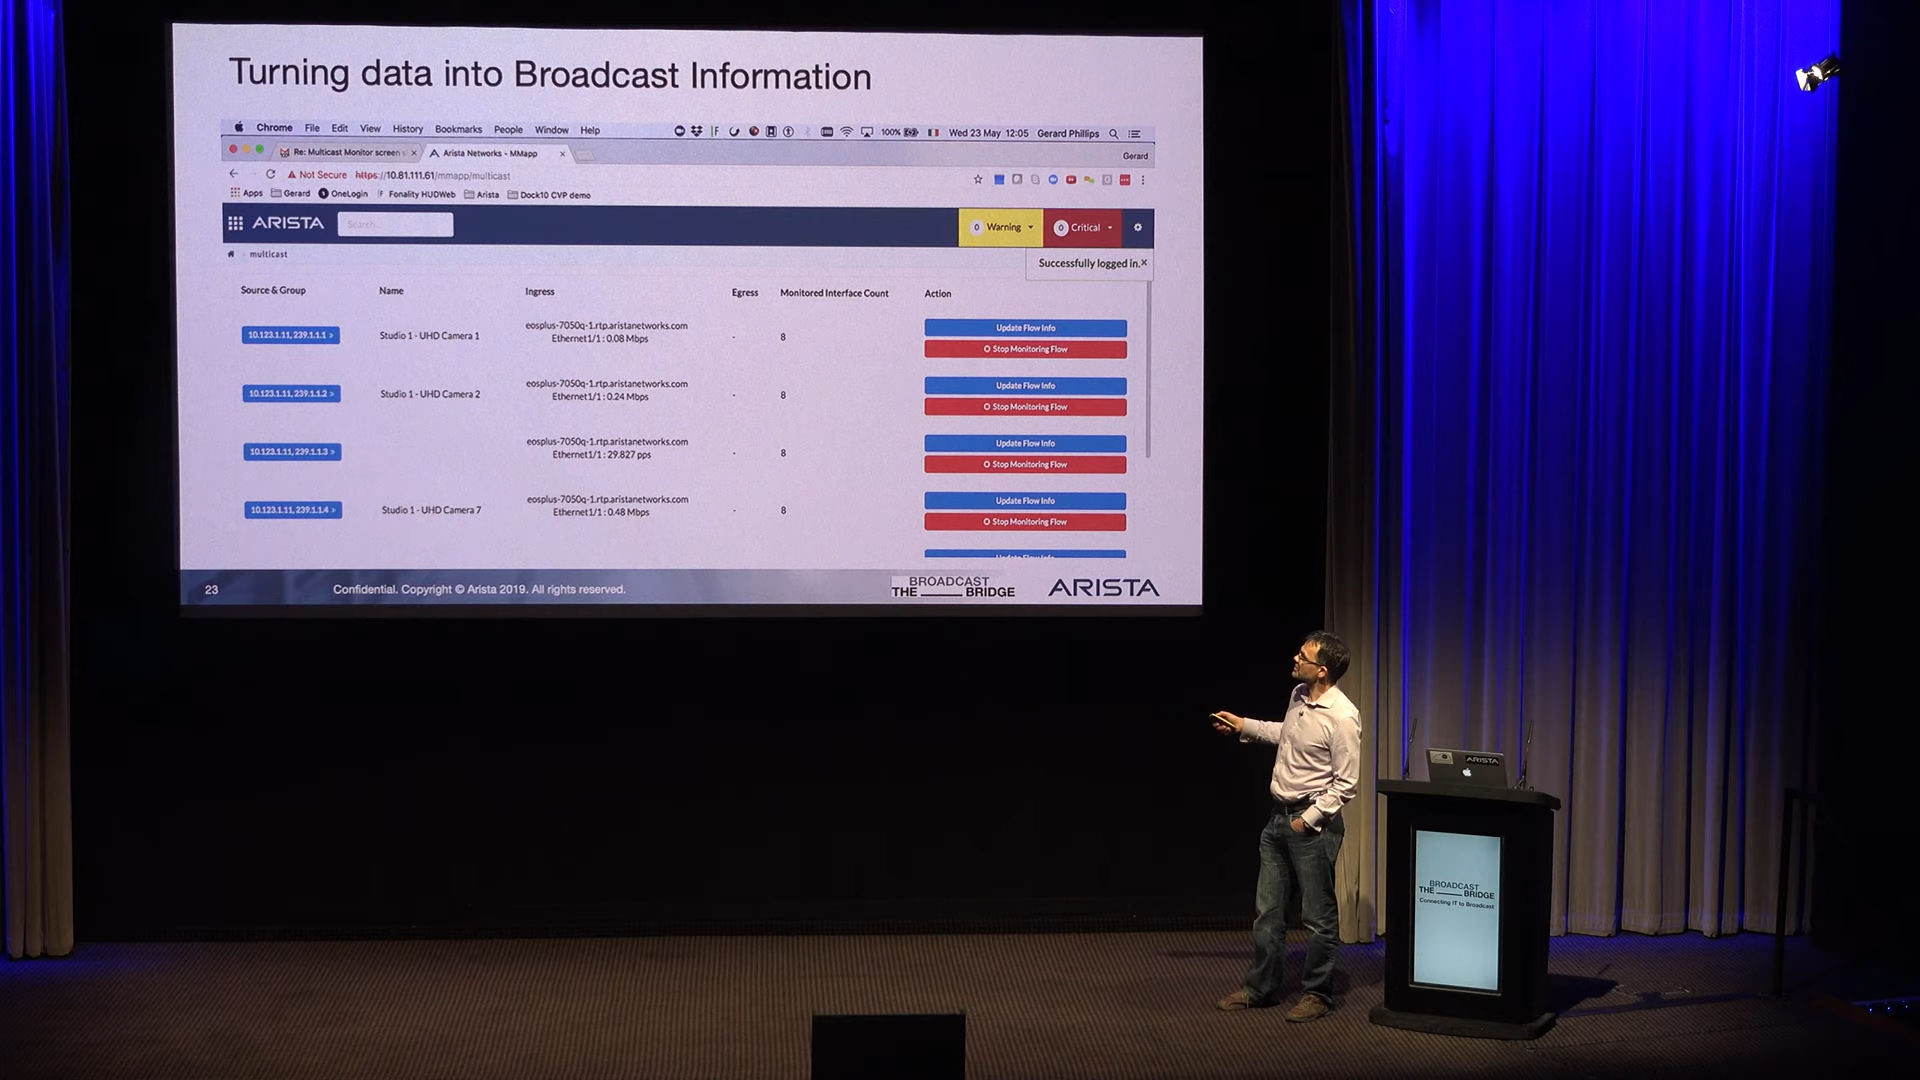 Turning data into Broadcast Information
Chrome File Edit View History Bookmarks People Window Help 100% Wed 23 May 12:05 Gerard Phillips
Re: Multicast Monitor screen × Arista Networks - MMapp × Gerard
Not Secure https://10.81.111.61/mmapp/multicast
Apps Gerard OneLogin Fonality HUDWeb Arista Dock10 CVP demo
ARISTA Search... 0 Warning 0 Critical
multicast
Successfully logged in.×
Source & Group Name Ingress Egress Monitored Interface Count Action
10.123.1.11, 239.1.1.1 » Studio 1 - UHD Camera 1 eosplus-7050q-1.rtp.aristanetworks.com - 8 Update Flow Info
Ethernet1/1 : 0.08 Mbps Stop Monitoring Flow
10.123.1.11, 239.1.1.2 » Studio 1 - UHD Camera 2 eosplus-7050q-1.rtp.aristanetworks.com - 8 Update Flow Info
Ethernet1/1 : 0.24 Mbps Stop Monitoring Flow
10.123.1.11, 239.1.1.3 » eosplus-7050q-1.rtp.aristanetworks.com - 8 Update Flow Info
Ethernet1/1 : 29.827 pps Stop Monitoring Flow
10.123.1.11, 239.1.1.4 » Studio 1 - UHD Camera 7 eosplus-7050q-1.rtp.aristanetworks.com - 8 Update Flow Info
Ethernet1/1 : 0.48 Mbps Stop Monitoring Flow
Update Flow Info
23 Confidential. Copyright © Arista 2019. All rights reserved. THE BROADCAST BRIDGE ARISTA
ARISTA
BROADCAST
THE BRIDGE
Connecting IT to Broadcast